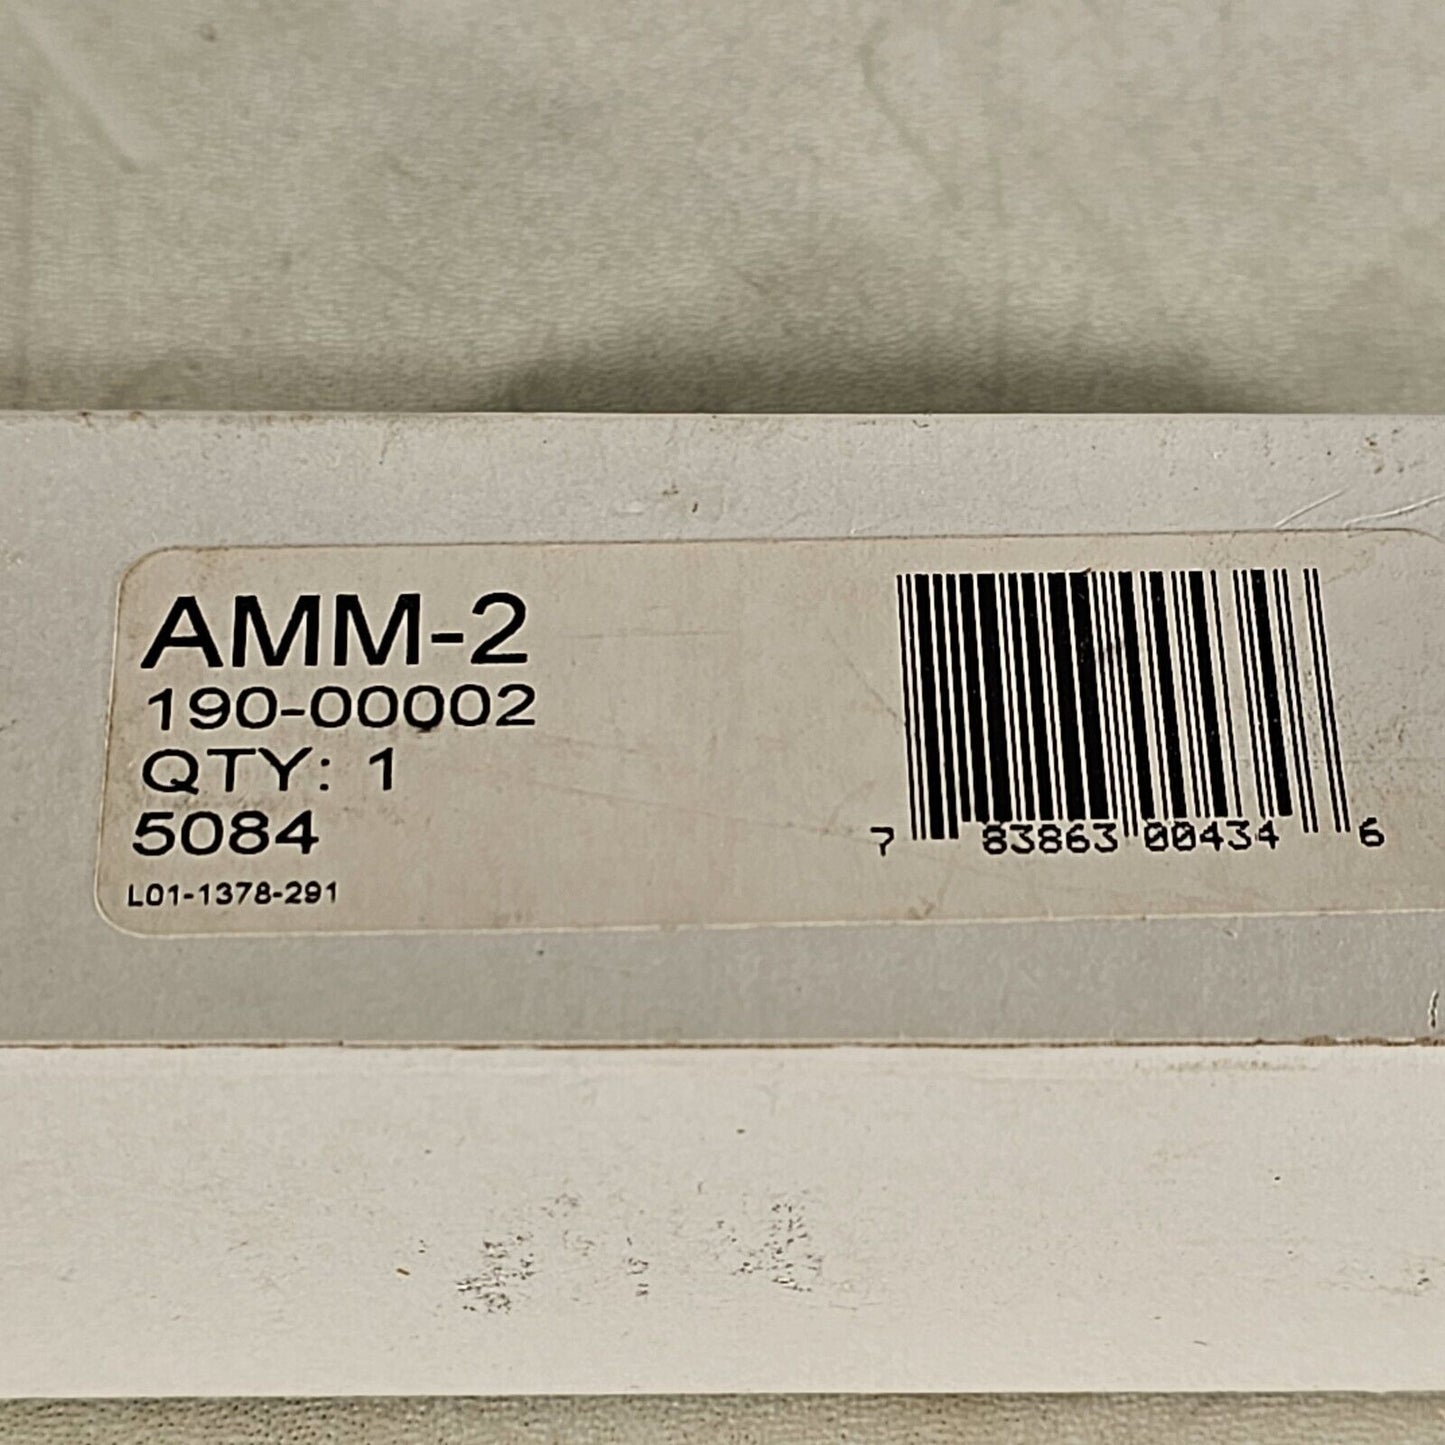 AMM-2
190-00002
QTY: 1
5084
L01-1378-291
7 83863 00434 6